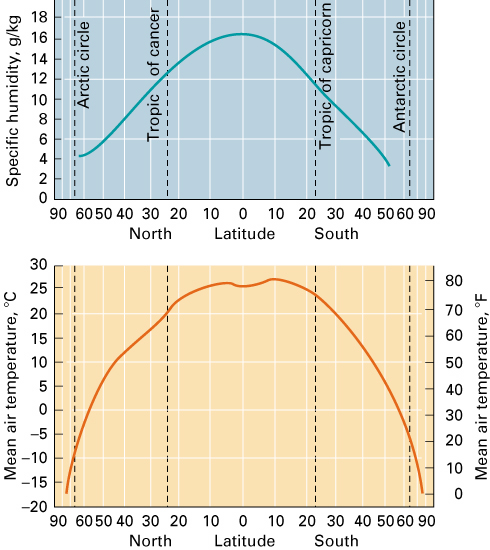 Specific humidity, g/kg
18
16
14
12
10
8
6
4
2
0
Arctic circle
Tropic of cancer
Tropic of capricorn
Antarctic circle
90 60 50 40 30 20 10 0 10 20 30 40 50 60 90
North Latitude South
Mean air temperature, °C
30
25
20
15
10
5
0
−5
−10
−15
−20
80
70
60
50
40
30
20
10
0
Mean air temperature, °F
90 60 50 40 30 20 10 0 10 20 30 40 50 60 90
North Latitude South